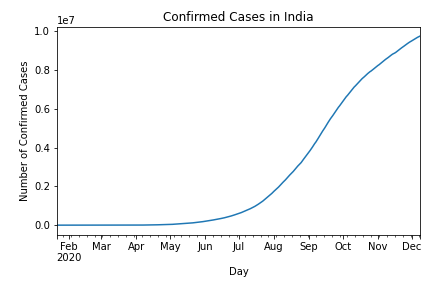 Confirmed Cases in India
1e7
1.0
0.8
0.6
0.4
0.2
0.0
Number of Confirmed Cases
Feb Mar Apr May Jun Jul Aug Sep Oct Nov Dec
2020
Day